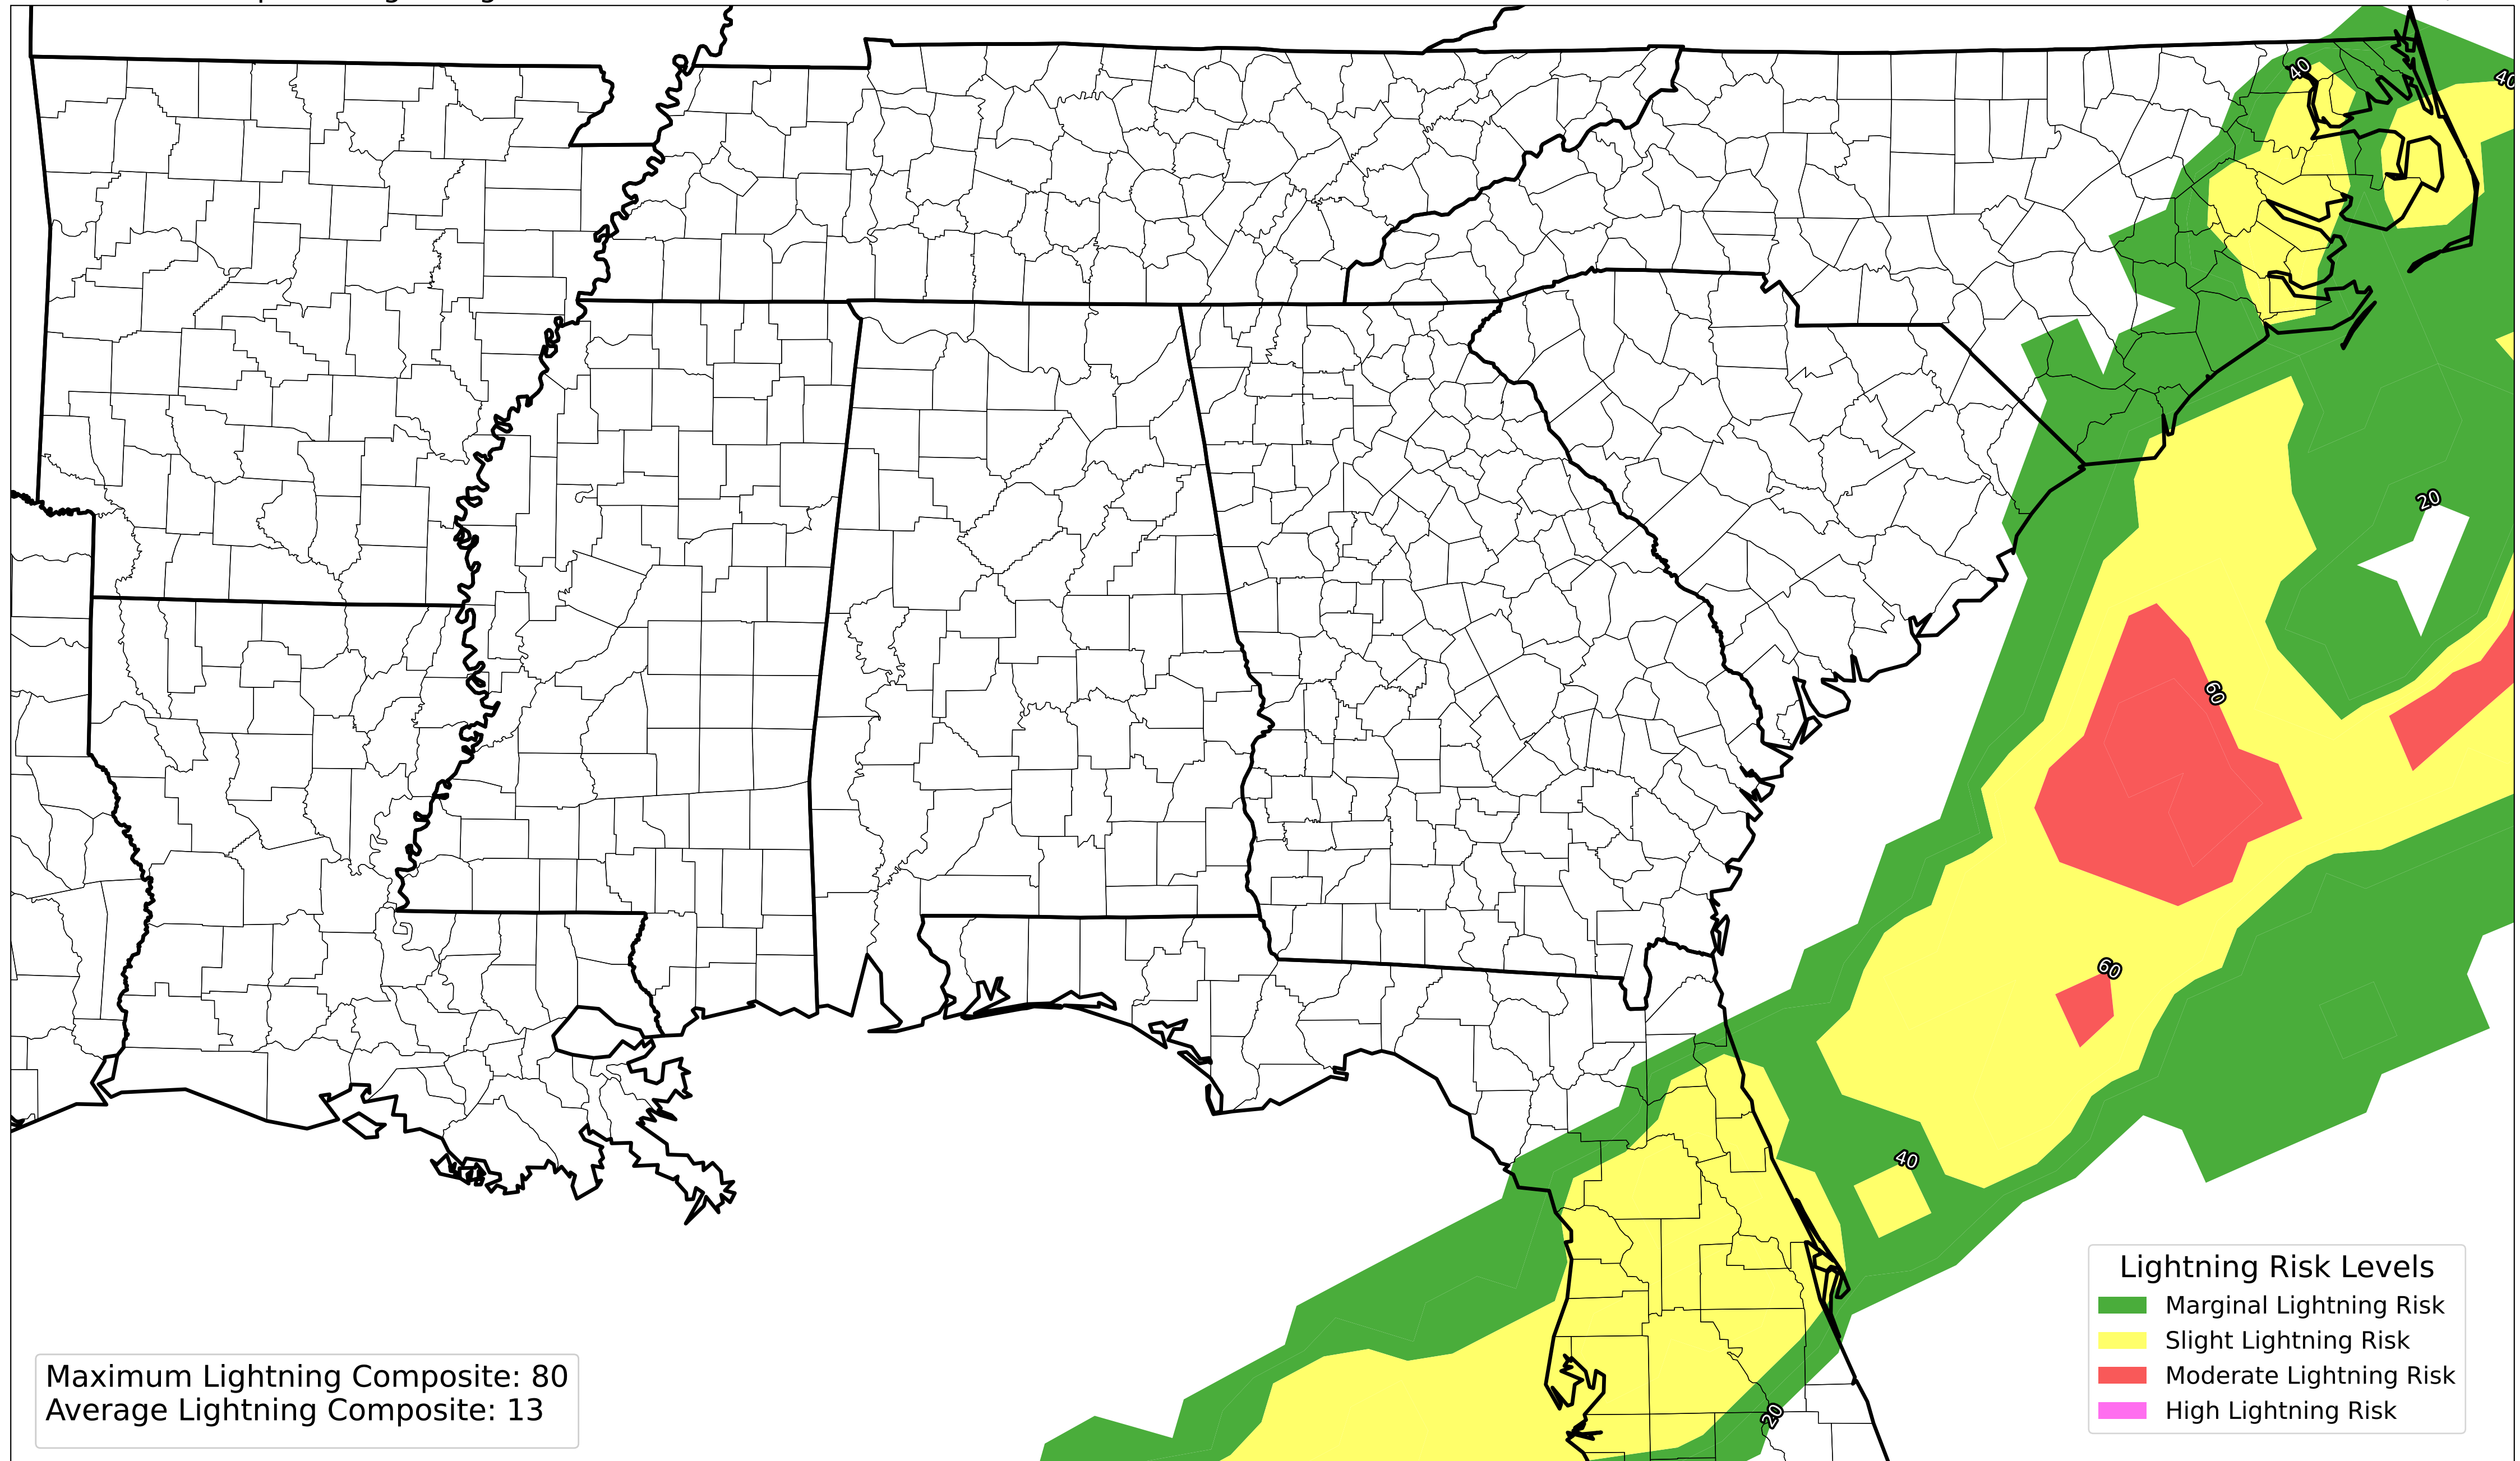 40
40
20
60
60
40
20
Lightning Risk Levels
Marginal Lightning Risk
Slight Lightning Risk
Moderate Lightning Risk
High Lightning Risk
Maximum Lightning Composite: 80
Average Lightning Composite: 13